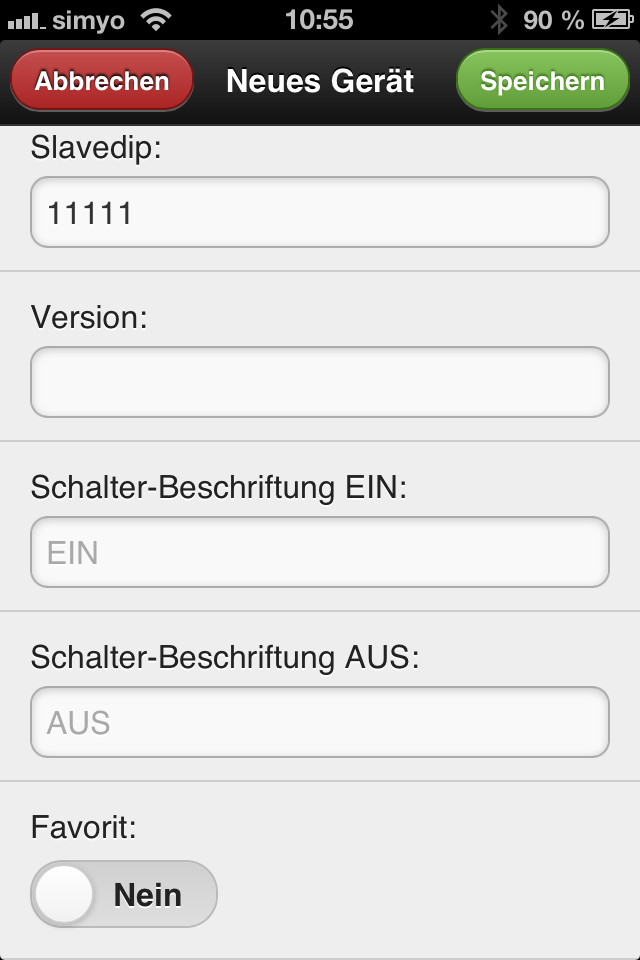 simyo 10:55 90 %
Abbrechen Neues Gerät Speichern
Slavedip:
11111
Version:
Schalter-Beschriftung EIN:
EIN
Schalter-Beschriftung AUS:
AUS
Favorit:
Nein